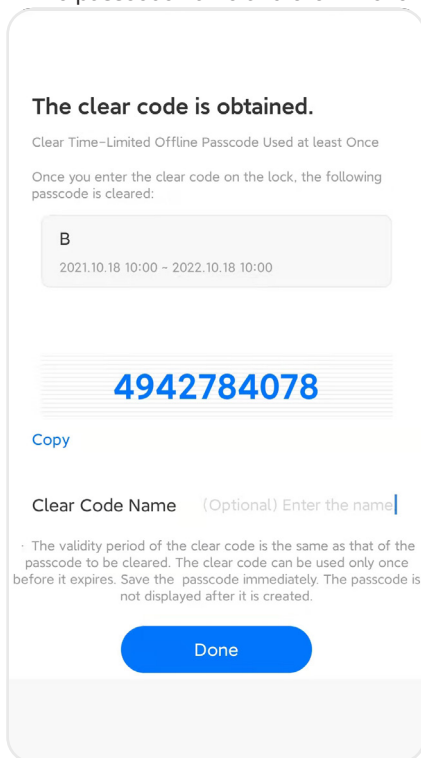 The clear code is obtained.
Clear Time-Limited Offline Passcode Used at least Once
Once you enter the clear code on the lock, the following
passcode is cleared:
B
2021.10.18 10:00 - 2022.10.18 10:00
4942784078
Copy
Clear Code Name (Optional) Enter the name
· The validity period of the clear code is the same as that of the
passcode to be cleared. The clear code can be used only once
before it expires. Save the passcode immediately. The passcode is
not displayed after it is created.
Done